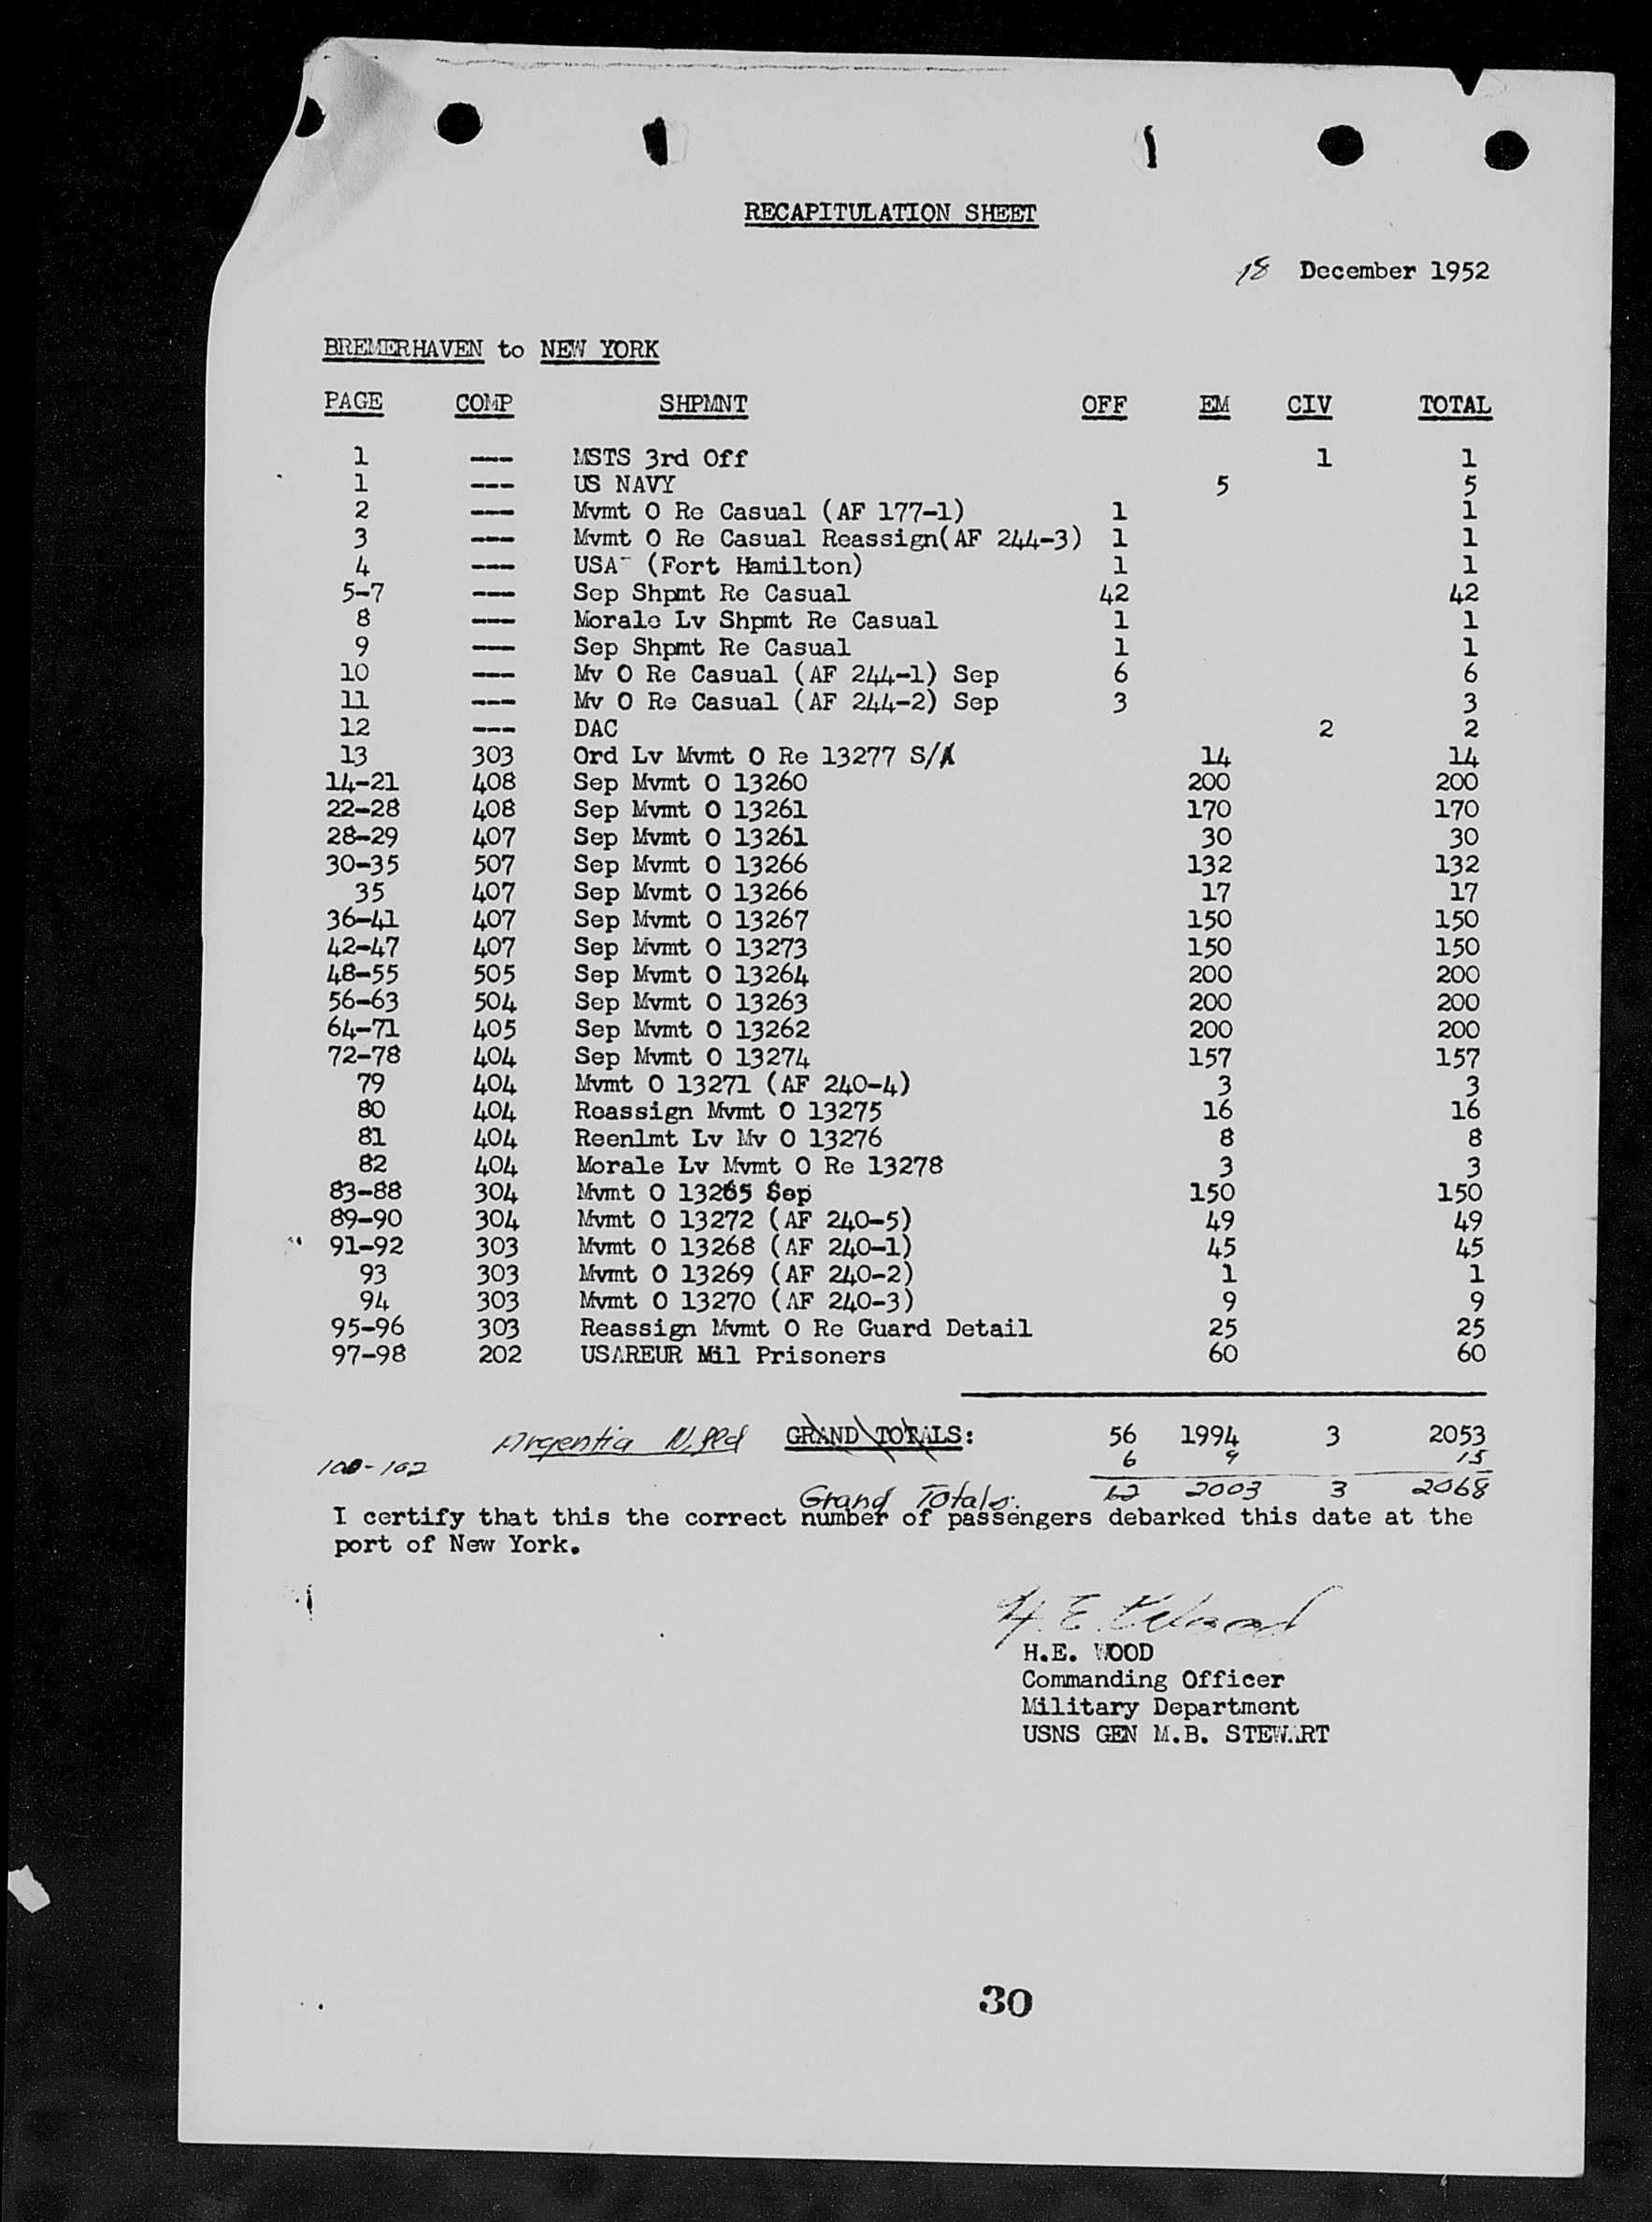 RECAPITULATION SHEET
18 December 1952
BREMERHAVEN to NEW YORK
PAGE COMP SHPMNT OFF EM CIV TOTAL
1 --- MSTS 3rd Off 1 1
1 --- US NAVY 5 5
2 --- Mvmt O Re Casual (AF 177-1) 1 1
3 --- Mvmt O Re Casual Reassign(AF 244-3) 1 1
4 --- USA (Fort Hamilton) 1 1
5-7 --- Sep Shpmt Re Casual 42 42
8 --- Morale Lv Shpmt Re Casual 1 1
9 --- Sep Shpmt Re Casual 1 1
10 --- Mv O Re Casual (AF 244-1) Sep 6 6
11 --- Mv O Re Casual (AF 244-2) Sep 3 3
12 --- DAC 2 2
13 303 Ord Lv Mvmt O Re 13277 S/A 14 14
14-21 408 Sep Mvmt O 13260 200 200
22-28 408 Sep Mvmt O 13261 170 170
28-29 407 Sep Mvmt O 13261 30 30
30-35 507 Sep Mvmt O 13266 132 132
35 407 Sep Mvmt O 13266 17 17
36-41 407 Sep Mvmt O 13267 150 150
42-47 407 Sep Mvmt O 13273 150 150
48-55 505 Sep Mvmt O 13264 200 200
56-63 504 Sep Mvmt O 13263 200 200
64-71 405 Sep Mvmt O 13262 200 200
72-78 404 Sep Mvmt O 13274 157 157
79 404 Mvmt O 13271 (AF 240-4) 3 3
80 404 Reassign Mvmt O 13275 16 16
81 404 Reenlmt Lv Mv O 13276 8 8
82 404 Morale Lv Mvmt O Re 13278 3 3
83-88 304 Mvmt O 13265 Sep 150 150
89-90 304 Mvmt O 13272 (AF 240-5) 49 49
91-92 303 Mvmt O 13268 (AF 240-1) 45 45
93 303 Mvmt O 13269 (AF 240-2) 1 1
94 303 Mvmt O 13270 (AF 240-3) 9 9
95-96 303 Reassign Mvmt O Re Guard Detail 25 25
97-98 202 USAREUR Mil Prisoners 60 60
Argentia N.fld GRAND TOTALS: 56 1994 3 2053
100-102 6 9 15
Grand Totals: 62 2003 3 2068
I certify that this the correct number of passengers debarked this date at the
port of New York.
H.E. Wood
H.E. WOOD
Commanding Officer
Military Department
USNS GEN M.B. STEWART
30